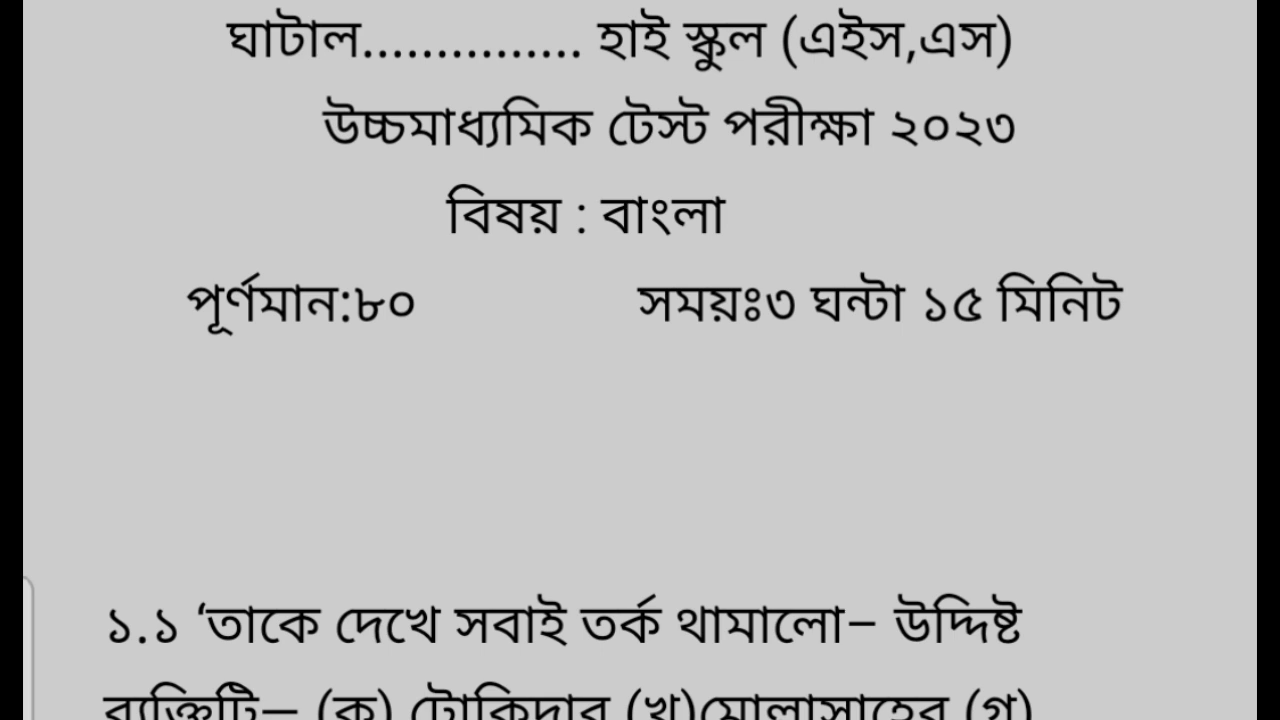 ঘাটাল............... হাই স্কুল (এইস,এস)
উচ্চমাধ্যমিক টেস্ট পরীক্ষা ২০২৩
বিষয় : বাংলা
পূর্ণমান:৮০ সময়ঃ৩ ঘন্টা ১৫ মিনিট
১.১ ‘তাকে দেখে সবাই তর্ক থামালো– উদ্দিষ্ট
ব্যক্তিটি– (ক) চৌকিদার (খ)মোল্লাসাহেব (গ)